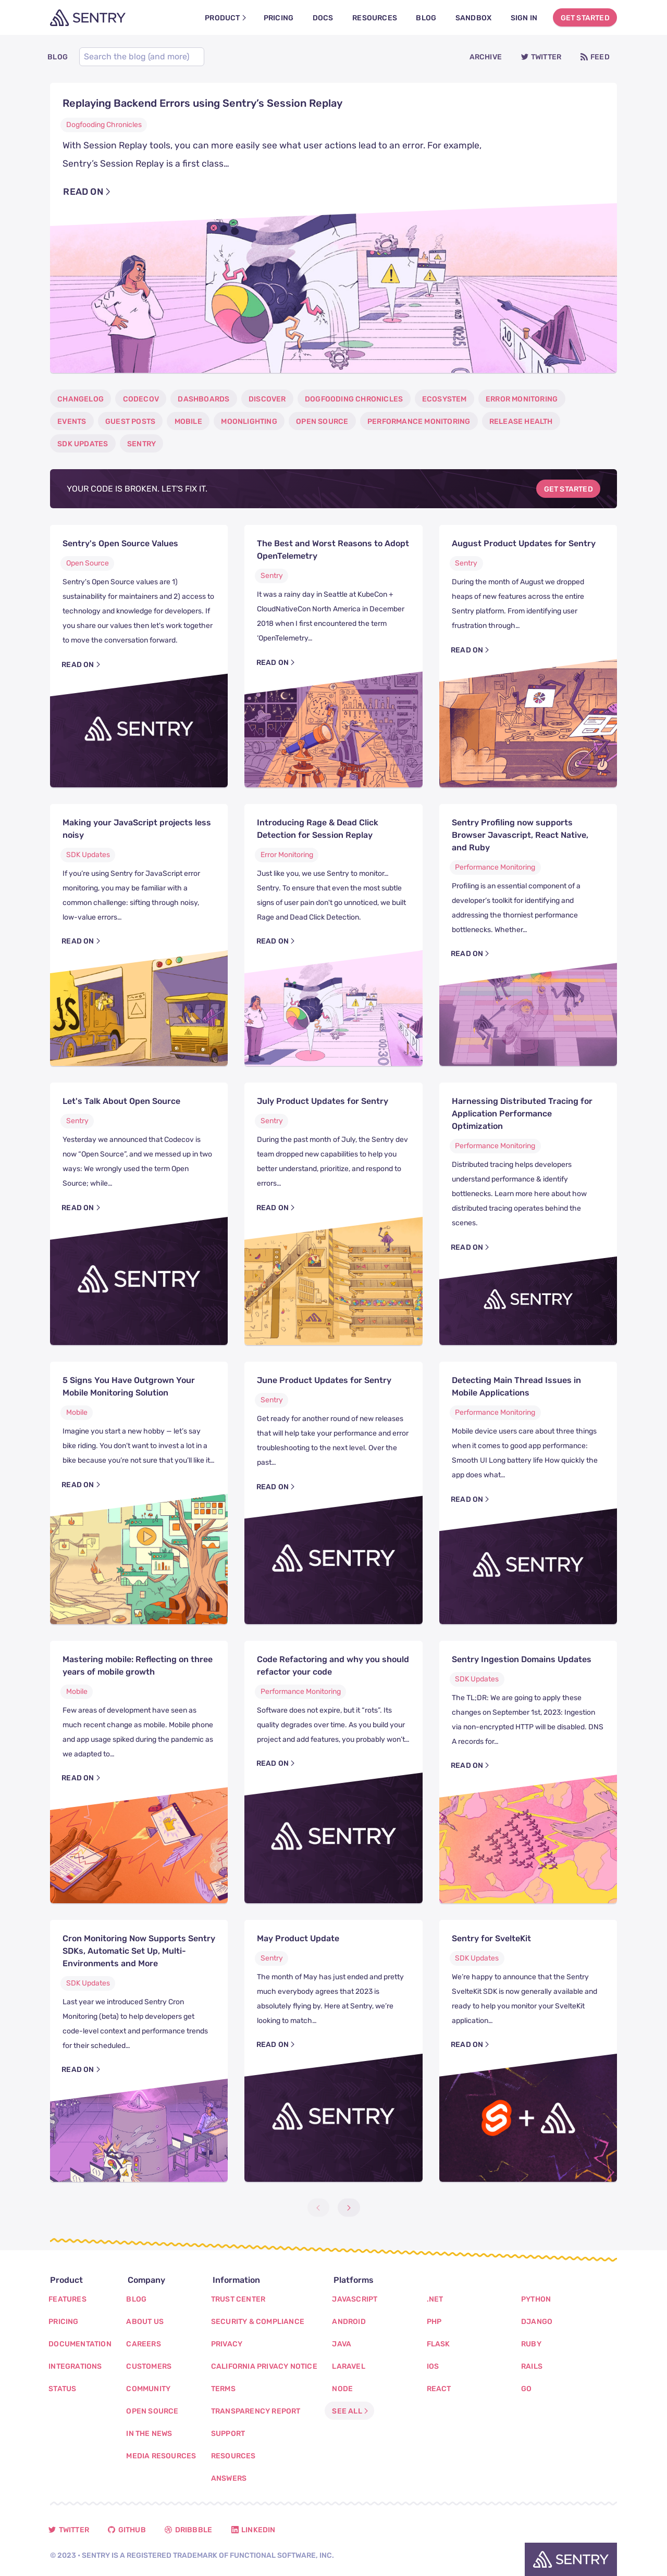 SENTRY
PRODUCT
PRICING
DOCS
RESOURCES
BLOG
SANDBOX
SIGN IN
GET STARTED
BLOG
Search the blog (and more)
ARCHIVE
TWITTER
FEED
Replaying Backend Errors using Sentry's Session Replay
Dogfooding Chronicles
With Session Replay tools, you can more easily see what user actions lead to an error. For example,
Sentry's Session Replay is a first class…
READ ON
CHANGELOG
CODECOV
DASHBOARDS
DISCOVER
DOGFOODING CHRONICLES
ECOSYSTEM
ERROR MONITORING
EVENTS
GUEST POSTS
MOBILE
MOONLIGHTING
OPEN SOURCE
PERFORMANCE MONITORING
RELEASE HEALTH
SDK UPDATES
SENTRY
YOUR CODE IS BROKEN. LET'S FIX IT.
GET STARTED
Sentry's Open Source Values
Open Source
Sentry's Open Source values are 1)
sustainability for maintainers and 2) access to
technology and knowledge for developers. If
you share our values then let's work together
to move the conversation forward.
READ ON
SENTRY
The Best and Worst Reasons to Adopt
OpenTelemetry
Sentry
It was a rainy day in Seattle at KubeCon +
CloudNativeCon North America in December
2018 when I first encountered the term
'OpenTelemetry…
READ ON
August Product Updates for Sentry
Sentry
During the month of August we dropped
heaps of new features across the entire
Sentry platform. From identifying user
frustration through…
READ ON
Making your JavaScript projects less
noisy
SDK Updates
If you're using Sentry for JavaScript error
monitoring, you may be familiar with a
common challenge: sifting through noisy,
low-value errors…
READ ON
JS
Introducing Rage & Dead Click
Detection for Session Replay
Error Monitoring
Just like you, we use Sentry to monitor…
Sentry. To ensure that even the most subtle
signs of user pain don't go unnoticed, we built
Rage and Dead Click Detection.
READ ON
Sentry Profiling now supports
Browser Javascript, React Native,
and Ruby
Performance Monitoring
Profiling is an essential component of a
developer's toolkit for identifying and
addressing the thorniest performance
bottlenecks. Whether…
READ ON
Let's Talk About Open Source
Sentry
Yesterday we announced that Codecov is
now "Open Source", and we messed up in two
ways: We wrongly used the term Open
Source; while…
READ ON
SENTRY
July Product Updates for Sentry
Sentry
During the past month of July, the Sentry dev
team dropped new capabilities to help you
better understand, prioritize, and respond to
errors…
READ ON
Harnessing Distributed Tracing for
Application Performance
Optimization
Performance Monitoring
Distributed tracing helps developers
understand performance & identify
bottlenecks. Learn more here about how
distributed tracing operates behind the
scenes.
READ ON
SENTRY
5 Signs You Have Outgrown Your
Mobile Monitoring Solution
Mobile
Imagine you start a new hobby — let's say
bike riding. You don't want to invest a lot in a
bike because you're not sure that you'll like it…
READ ON
June Product Updates for Sentry
Sentry
Get ready for another round of new releases
that will help take your performance and error
troubleshooting to the next level. Over the
past…
READ ON
SENTRY
Detecting Main Thread Issues in
Mobile Applications
Performance Monitoring
Mobile device users care about three things
when it comes to good app performance:
Smooth UI Long battery life How quickly the
app does what…
READ ON
SENTRY
Mastering mobile: Reflecting on three
years of mobile growth
Mobile
Few areas of development have seen as
much recent change as mobile. Mobile phone
and app usage spiked during the pandemic as
we adapted to…
READ ON
Code Refactoring and why you should
refactor your code
Performance Monitoring
Software does not expire, but it "rots". Its
quality degrades over time. As you build your
project and add features, you probably won't…
READ ON
SENTRY
Sentry Ingestion Domains Updates
SDK Updates
The TL;DR: We are going to apply these
changes on September 1st, 2023: Ingestion
via non-encrypted HTTP will be disabled. DNS
A records for…
READ ON
Cron Monitoring Now Supports Sentry
SDKs, Automatic Set Up, Multi-
Environments and More
SDK Updates
Last year we introduced Sentry Cron
Monitoring (beta) to help developers get
code-level context and performance trends
for their scheduled…
READ ON
May Product Update
Sentry
The month of May has just ended and pretty
much everybody agrees that 2023 is
absolutely flying by. Here at Sentry, we're
looking to match…
READ ON
SENTRY
Sentry for SvelteKit
SDK Updates
We're happy to announce that the Sentry
SvelteKit SDK is now generally available and
ready to help you monitor your SvelteKit
application…
READ ON
+
Product
FEATURES
PRICING
DOCUMENTATION
INTEGRATIONS
STATUS
Company
BLOG
ABOUT US
CAREERS
CUSTOMERS
COMMUNITY
OPEN SOURCE
IN THE NEWS
MEDIA RESOURCES
Information
TRUST CENTER
SECURITY & COMPLIANCE
PRIVACY
CALIFORNIA PRIVACY NOTICE
TERMS
TRANSPARENCY REPORT
SUPPORT
RESOURCES
ANSWERS
Platforms
JAVASCRIPT
ANDROID
JAVA
LARAVEL
NODE
SEE ALL
.NET
PHP
FLASK
IOS
REACT
PYTHON
DJANGO
RUBY
RAILS
GO
TWITTER
GITHUB
DRIBBBLE
LINKEDIN
© 2023 • SENTRY IS A REGISTERED TRADEMARK OF FUNCTIONAL SOFTWARE, INC.
SENTRY